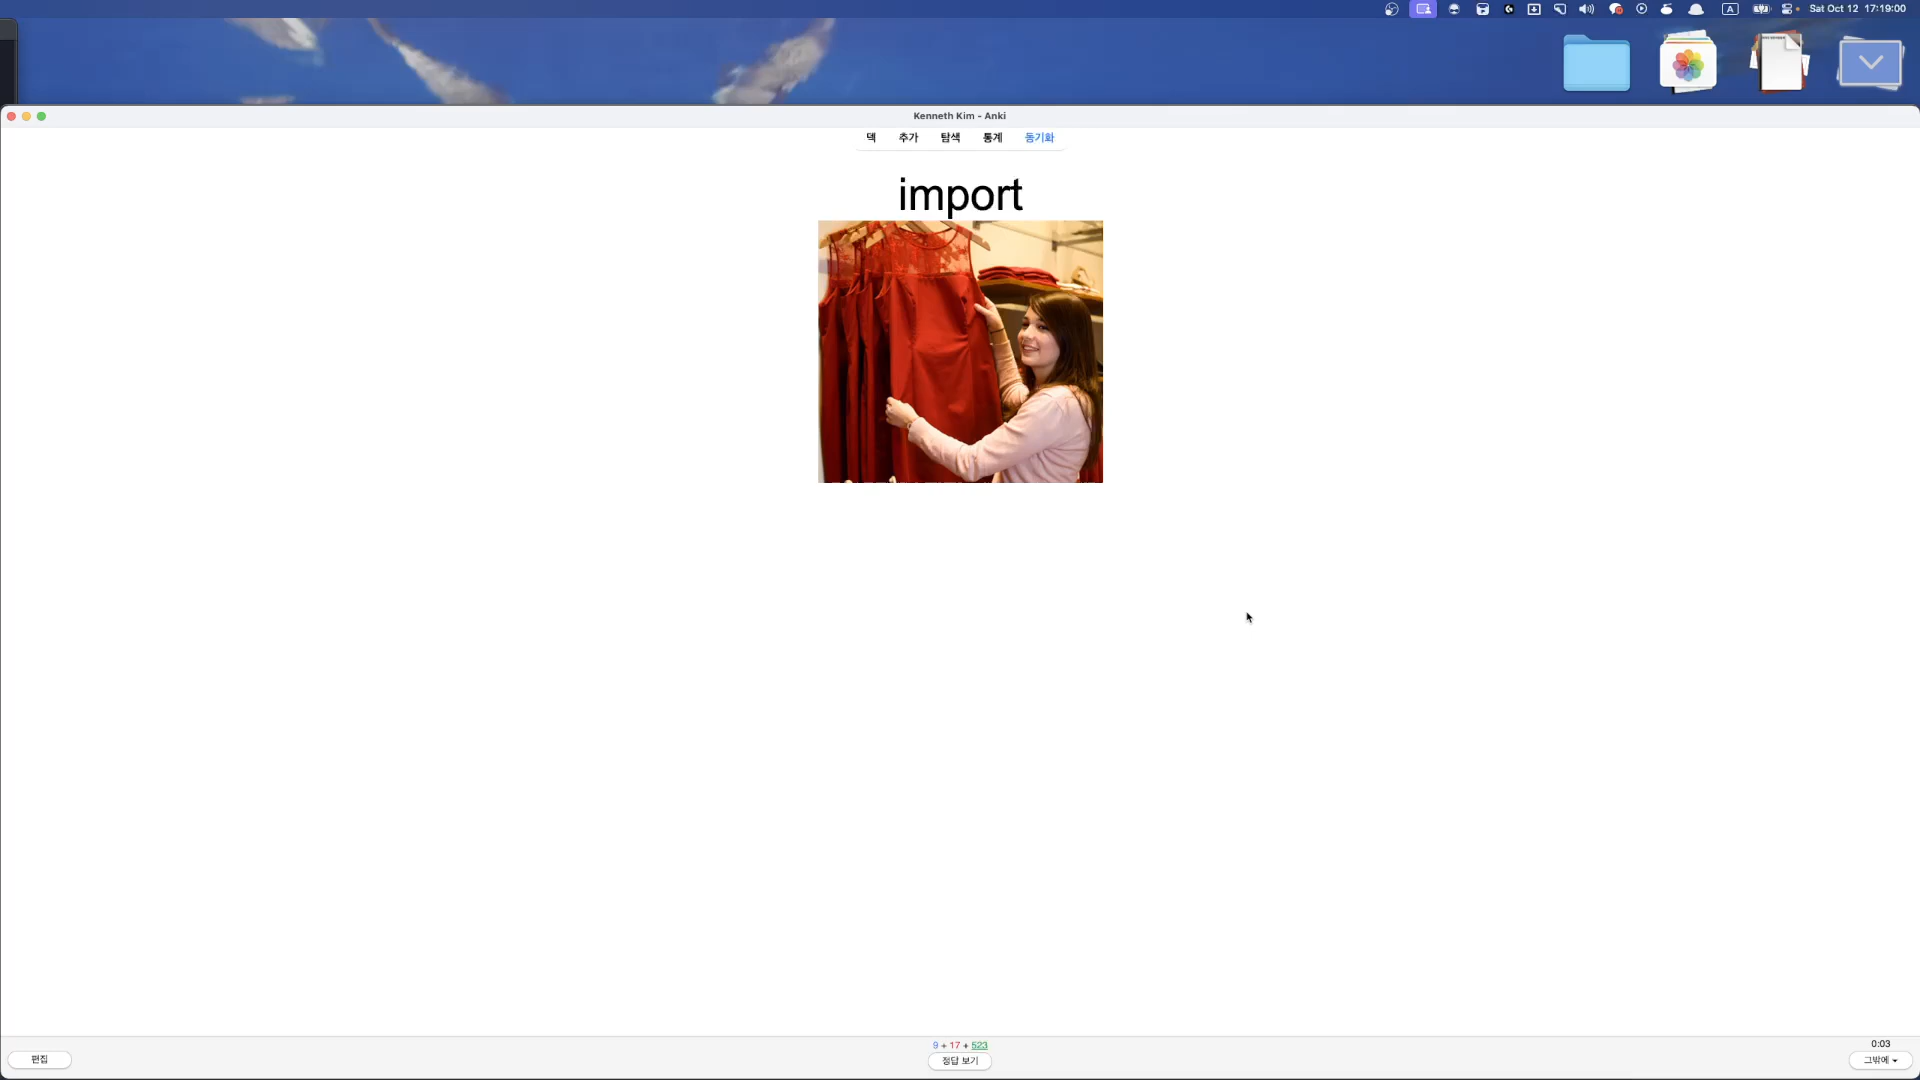 Sat Oct 12 17:19:00
Kenneth Kim - Anki
덱 추가 탐색 통계 동기화
import
9 + 17 + 523
0:03
편집
정답 보기
그밖에